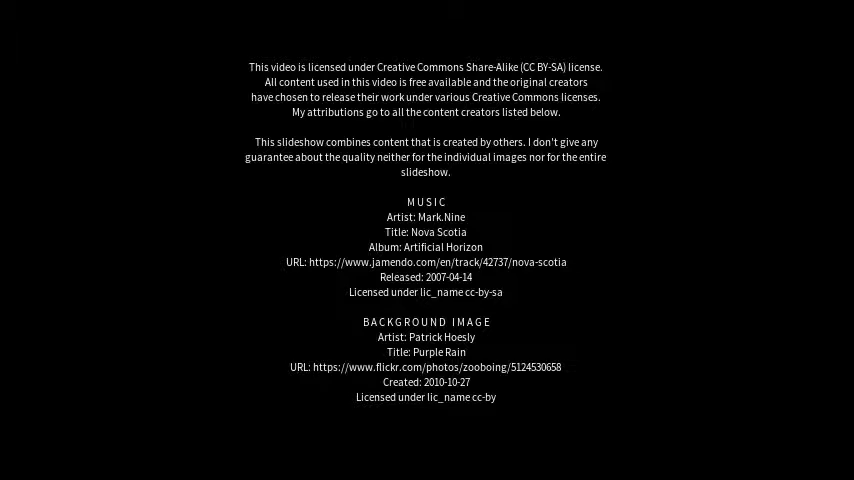 This video is licensed under Creative Commons Share-Alike (CC BY-SA) license.
All content used in this video is free available and the original creators
have chosen to release their work under various Creative Commons licenses.
My attributions go to all the content creators listed below.
This slideshow combines content that is created by others. I don't give any
guarantee about the quality neither for the individual images nor for the entire
slideshow.
MUSIC
Artist: Mark.Nine
Title: Nova Scotia
Album: Artificial Horizon
URL: https://www.jamendo.com/en/track/42737/nova-scotia
Released: 2007-04-14
Licensed under lic_name cc-by-sa
BACKGROUND IMAGE
Artist: Patrick Hoesly
Title: Purple Rain
URL: https://www.flickr.com/photos/zooboing/5124530658
Created: 2010-10-27
Licensed under lic_name cc-by